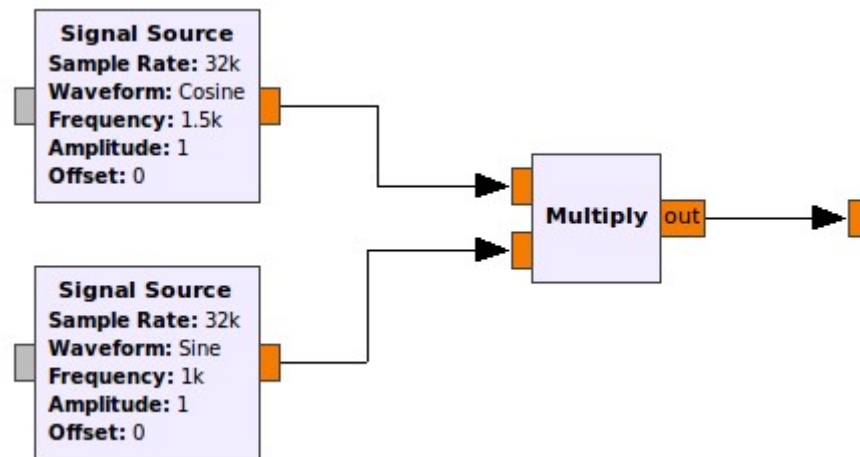 Signal Source
Sample Rate: 32k
Waveform: Cosine
Frequency: 1.5k
Amplitude: 1
Offset: 0
Multiply
out
Signal Source
Sample Rate: 32k
Waveform: Sine
Frequency: 1k
Amplitude: 1
Offset: 0